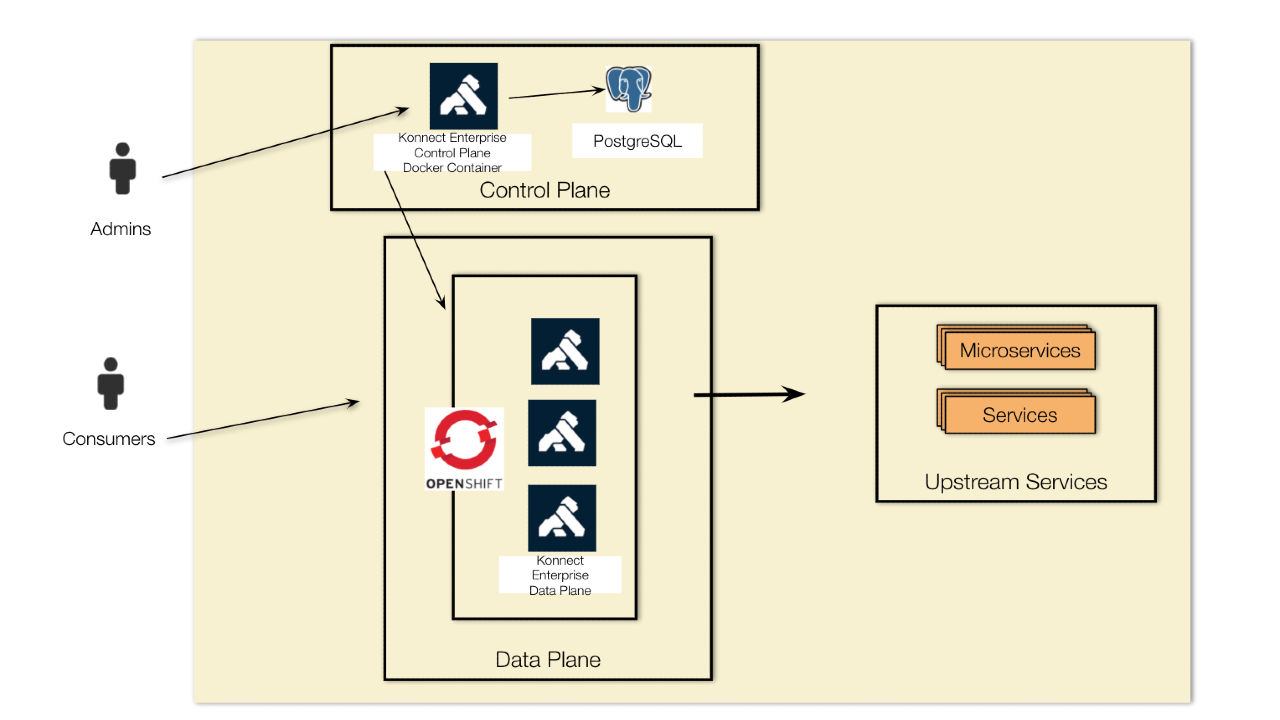 Konnect Enterprise
Control Plane
Docker Container
PostgreSQL
Control Plane
Admins
Consumers
OPENSHIFT
Konnect
Enterprise
Data Plane
Data Plane
Microservices
Services
Upstream Services